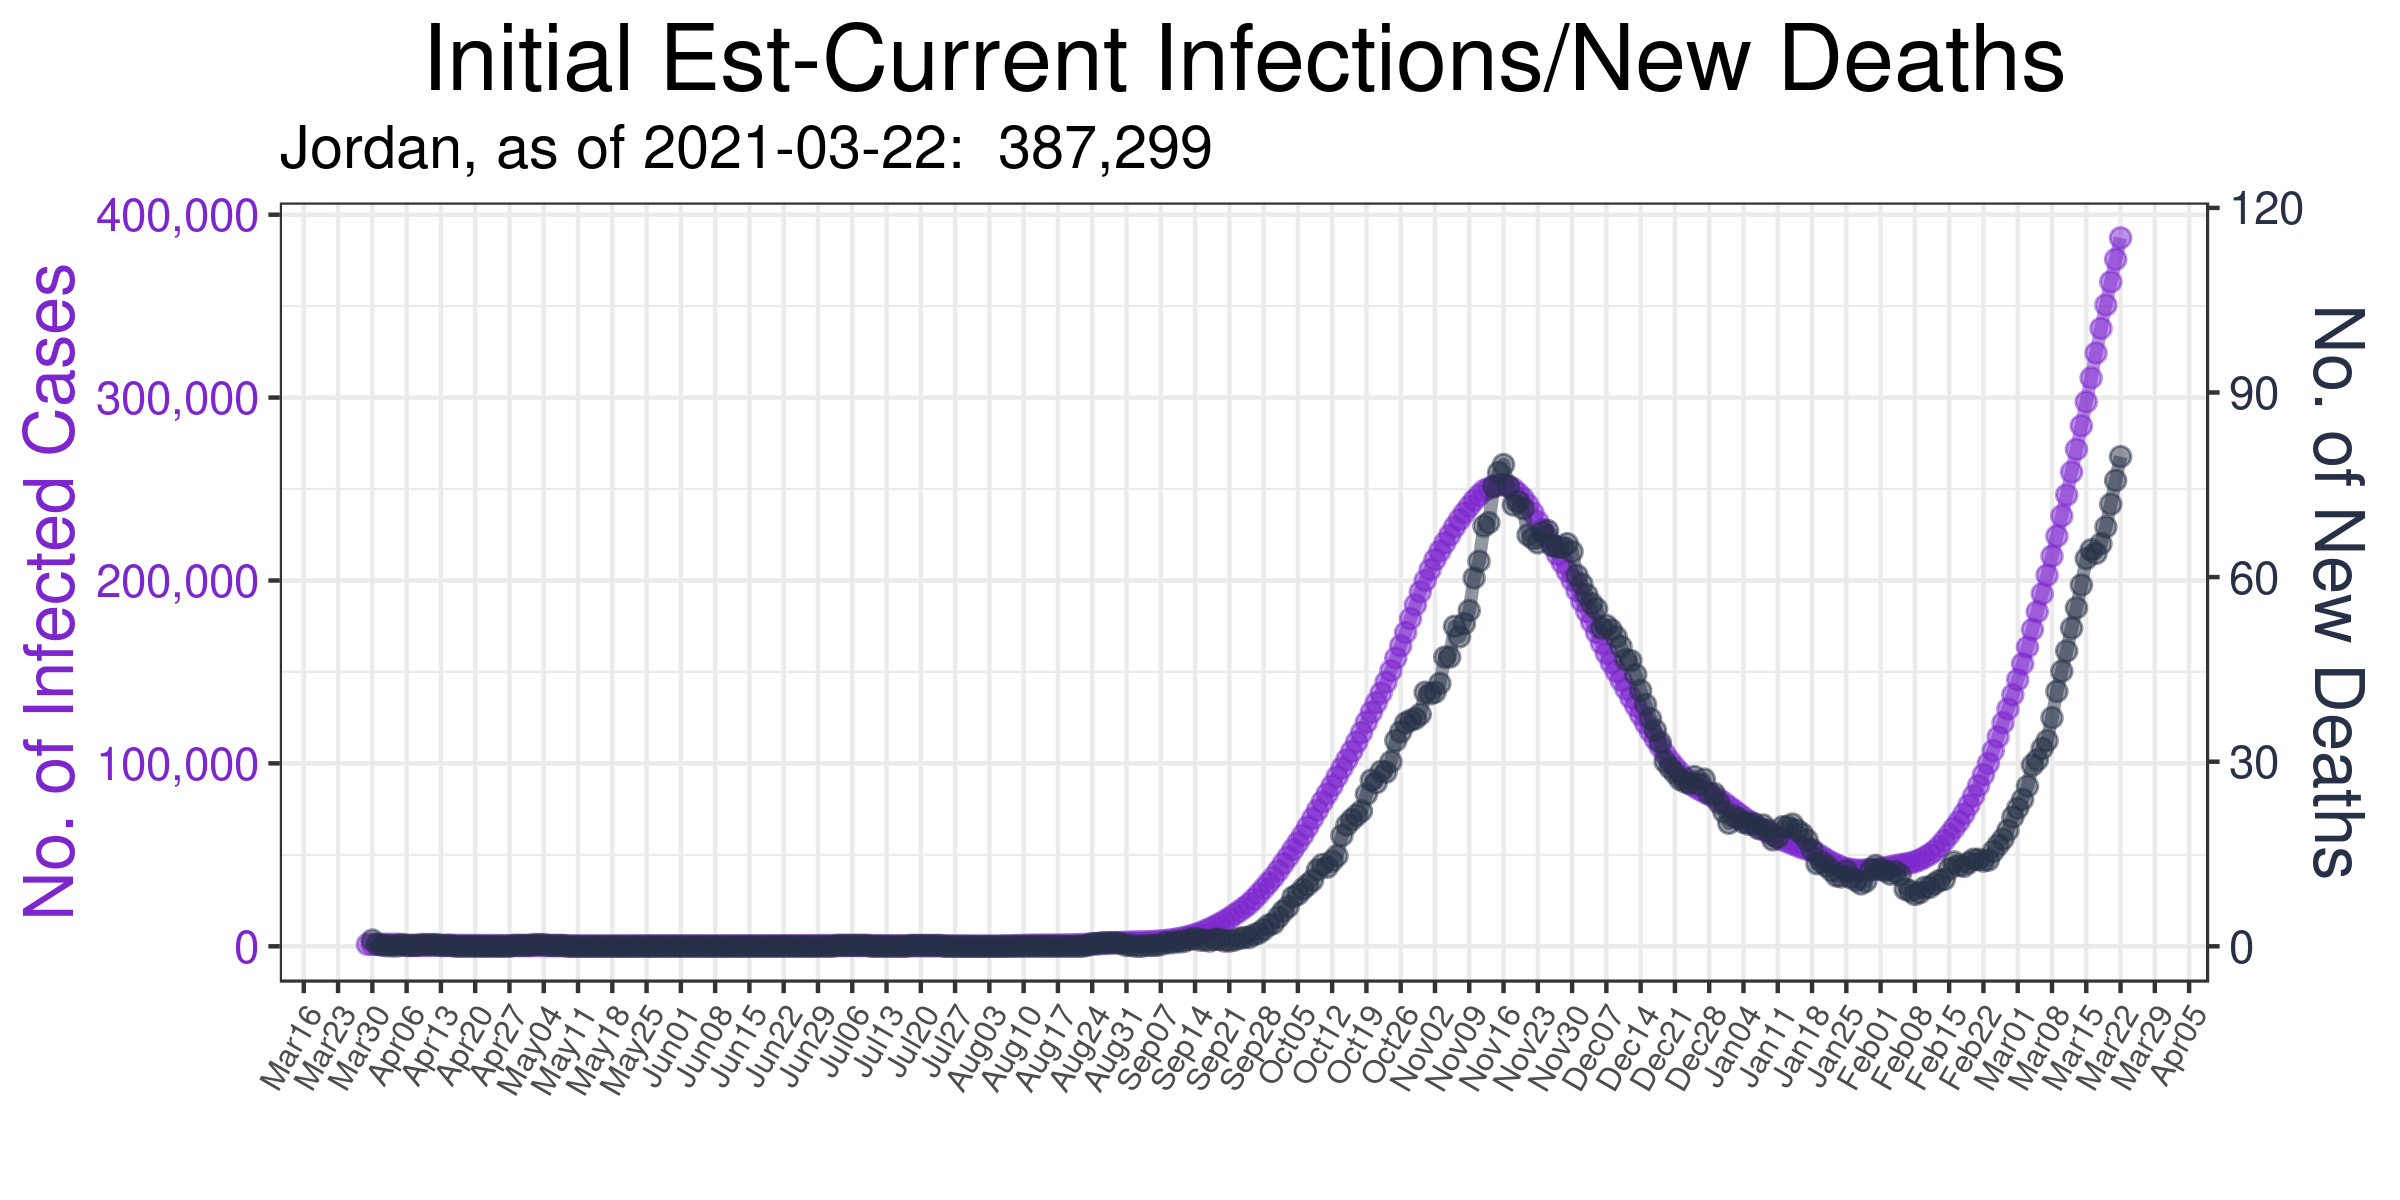 Initial Est-Current Infections/New Deaths
Jordan, as of 2021-03-22:  387,299
No. of Infected Cases
400,000
300,000
200,000
100,000
0
120
90
60
30
0
No. of New Deaths
Mar16
Mar23
Mar30
Apr06
Apr13
Apr20
Apr27
May04
May11
May18
May25
Jun01
Jun08
Jun15
Jun22
Jun29
Jul06
Jul13
Jul20
Jul27
Aug03
Aug10
Aug17
Aug24
Aug31
Sep07
Sep14
Sep21
Sep28
Oct05
Oct12
Oct19
Oct26
Nov02
Nov09
Nov16
Nov23
Nov30
Dec07
Dec14
Dec21
Dec28
Jan04
Jan11
Jan18
Jan25
Feb01
Feb08
Feb15
Feb22
Mar01
Mar08
Mar15
Mar22
Mar29
Apr05